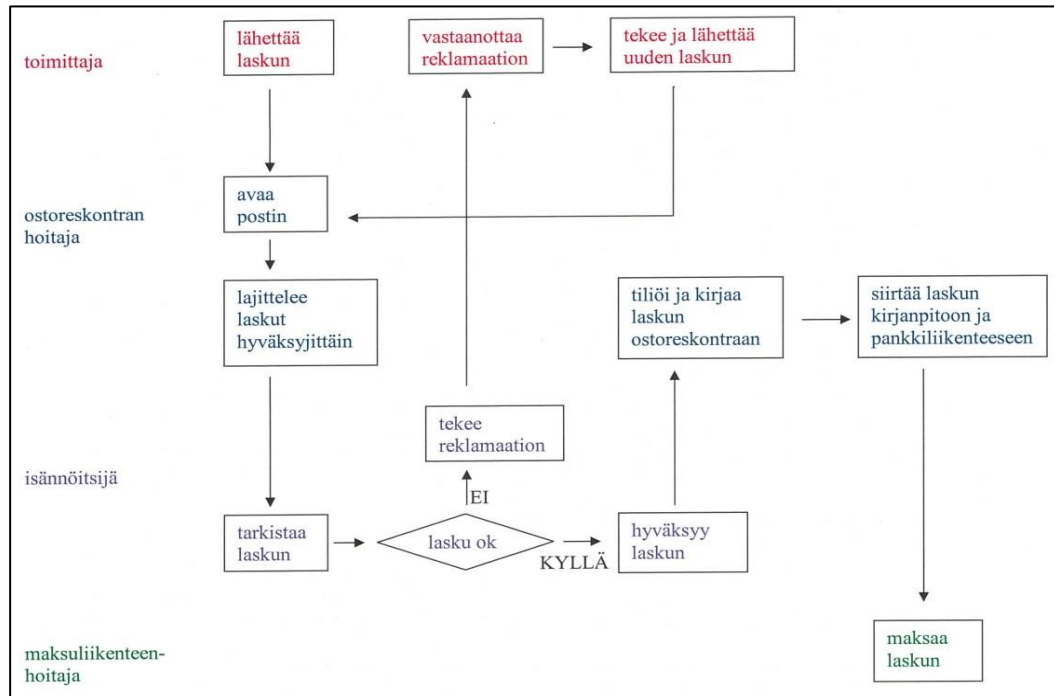 toimittaja
lähettää
laskun
vastaanottaa
reklamaation
tekee ja lähettää
uuden laskun
ostoreskontran
hoitaja
avaa
postin
lajittelee
laskut
hyväksyjittäin
tiliöi ja kirjaa
laskun
ostoreskontraan
siirtää laskun
kirjanpitoon ja
pankkiliikenteeseen
isännöitsijä
tekee
reklamaation
EI
tarkistaa
laskun
lasku ok
KYLLÄ
hyväksyy
laskun
maksuliikenteen-
hoitaja
maksaa
laskun